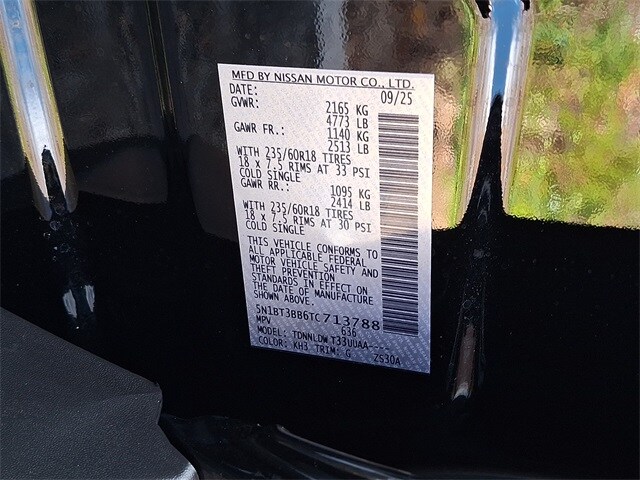 MFD BY NISSAN MOTOR CO., LTD.
DATE: 09/25
GVWR: 2165 KG
4773 LB
GAWR FR.: 1140 KG
2513 LB
WITH 235/60R18 TIRES
18 x 7.5 RIMS AT 33 PSI
COLD SINGLE
GAWR RR.: 1095 KG
2414 LB
WITH 235/60R18 TIRES
18 x 7.5 RIMS AT 30 PSI
COLD SINGLE
THIS VEHICLE CONFORMS TO
ALL APPLICABLE FEDERAL
MOTOR VEHICLE SAFETY AND
THEFT PREVENTION
STANDARDS IN EFFECT ON
THE DATE OF MANUFACTURE
SHOWN ABOVE.
5N1BT3BB6TC713788
MPV 636
MODEL: TDNNLDWT33UUAA----
COLOR: KH3 TRIM: G ZS30A